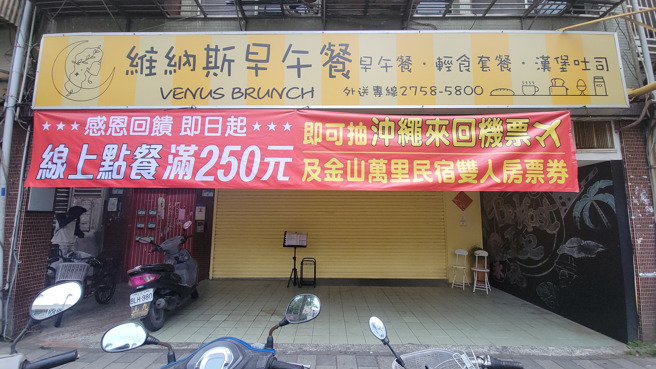 維納斯早午餐
VENUS BRUNCH
早午餐·輕食套餐·漢堡吐司
外送專線2758-5800
★★★ 感恩回饋 即日起 ★★★
線上點餐滿250元
即可抽沖繩來回機票
及金山萬里民宿雙人房票券
BLH-980